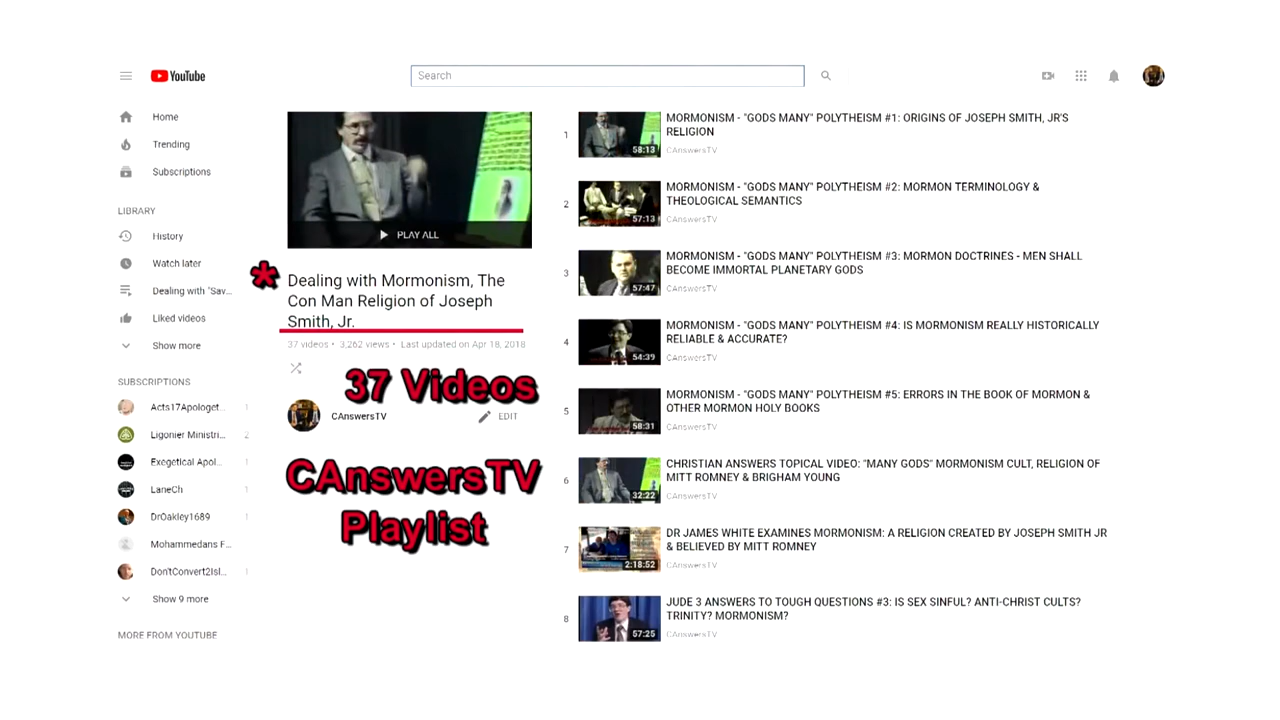 YouTube
Search
Home
Trending
Subscriptions
LIBRARY
History
Watch later
Dealing with "Sav...
Liked videos
Show more
SUBSCRIPTIONS
Acts17Apologet... 1
Ligonier Ministri... 2
Exegetical Apol... 1
LaneCh 1
DrOakley1689 1
Mohammedans F...
Don'tConvert2Isl... 1
Show 9 more
MORE FROM YOUTUBE
PLAY ALL
* Dealing with Mormonism, The
Con Man Religion of Joseph
Smith, Jr.
37 videos • 3,262 views • Last updated on Apr 18, 2018
37 Videos
CAnswersTV
EDIT
CAnswersTV
Playlist
1
58:13
MORMONISM - "GODS MANY" POLYTHEISM #1: ORIGINS OF JOSEPH SMITH, JR'S
RELIGION
CAnswersTV
2
57:13
MORMONISM - "GODS MANY" POLYTHEISM #2: MORMON TERMINOLOGY &
THEOLOGICAL SEMANTICS
CAnswersTV
3
57:47
MORMONISM - "GODS MANY" POLYTHEISM #3: MORMON DOCTRINES - MEN SHALL
BECOME IMMORTAL PLANETARY GODS
CAnswersTV
4
54:39
MORMONISM - "GODS MANY" POLYTHEISM #4: IS MORMONISM REALLY HISTORICALLY
RELIABLE & ACCURATE?
CAnswersTV
5
58:31
MORMONISM - "GODS MANY" POLYTHEISM #5: ERRORS IN THE BOOK OF MORMON &
OTHER MORMON HOLY BOOKS
CAnswersTV
6
32:22
CHRISTIAN ANSWERS TOPICAL VIDEO: "MANY GODS" MORMONISM CULT, RELIGION OF
MITT ROMNEY & BRIGHAM YOUNG
CAnswersTV
7
2:18:52
DR JAMES WHITE EXAMINES MORMONISM: A RELIGION CREATED BY JOSEPH SMITH JR
& BELIEVED BY MITT ROMNEY
CAnswersTV
8
57:25
JUDE 3 ANSWERS TO TOUGH QUESTIONS #3: IS SEX SINFUL? ANTI-CHRIST CULTS?
TRINITY? MORMONISM?
CAnswersTV